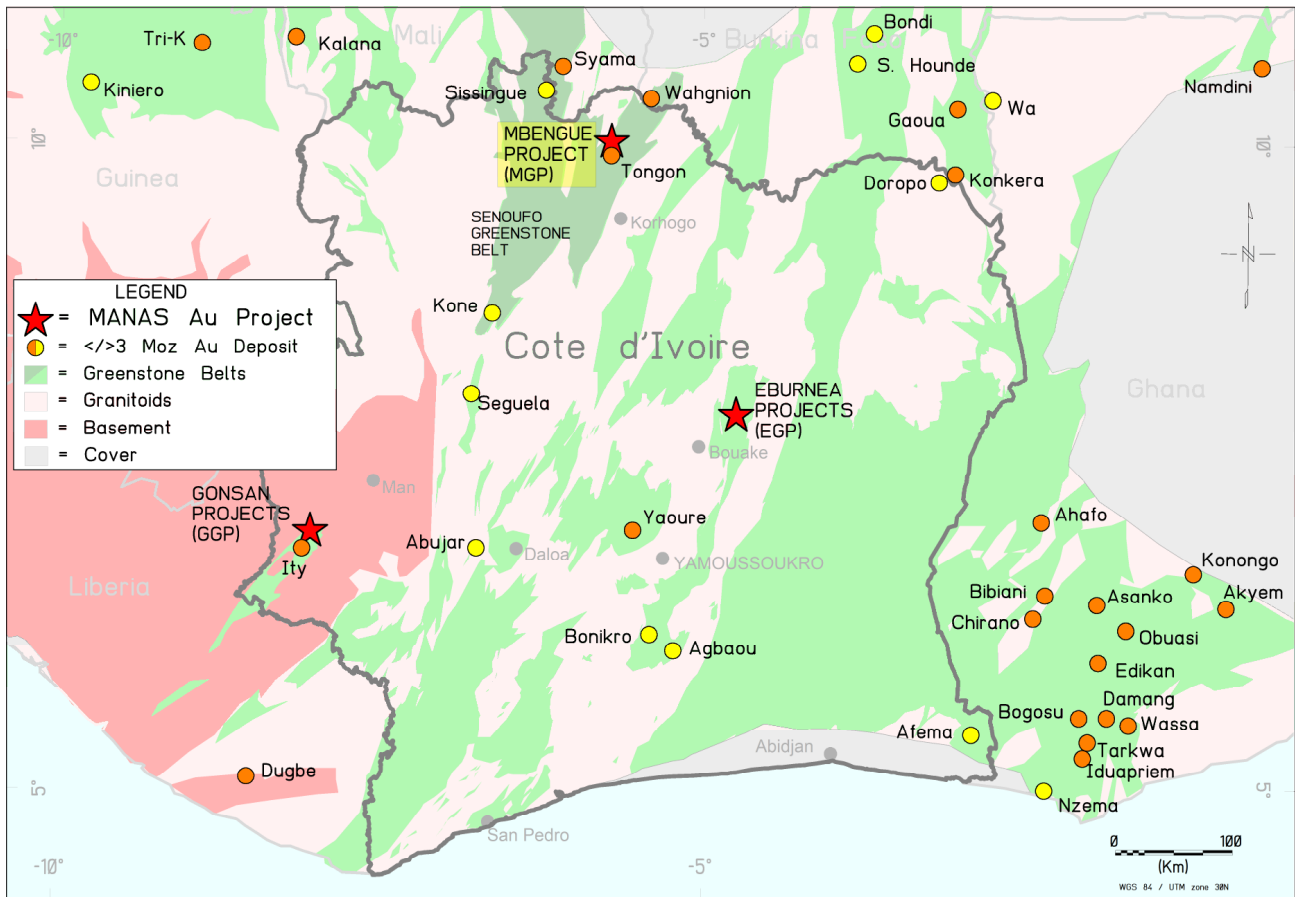 -10°
Mali
-5°
Burkina Faso
Bondi
Tri-K
Kalana
Kiniero
Syama
Sissingue
Wahgnion
S. Hounde
Namdini
Gaoua
Wa
10°
10°
MBENGUE
PROJECT
(MGP)
Tongon
Guinea
Doropo
Konkera
SENOUFO
GREENSTONE
BELT
Korhogo
N
LEGEND
= MANAS Au Project
= </>3 Moz Au Deposit
= Greenstone Belts
= Granitoids
= Basement
= Cover
Kone
Cote d'Ivoire
Ghana
Seguela
EBURNEA
PROJECTS
(EGP)
Bouake
Man
GONSAN
PROJECTS
(GGP)
Ity
Abujar
Daloa
Yaoure
YAMOUSSOUKRO
Ahafo
Liberia
Konongo
Bibiani
Asanko
Akyem
Chirano
Obuasi
Bonikro
Agbaou
Edikan
Damang
Bogosu
Wassa
Afema
Tarkwa
Iduapriem
Abidjan
Dugbe
5°
5°
Nzema
San Pedro
0 100
(Km)
-10°
-5°
WGS 84 / UTM zone 30N